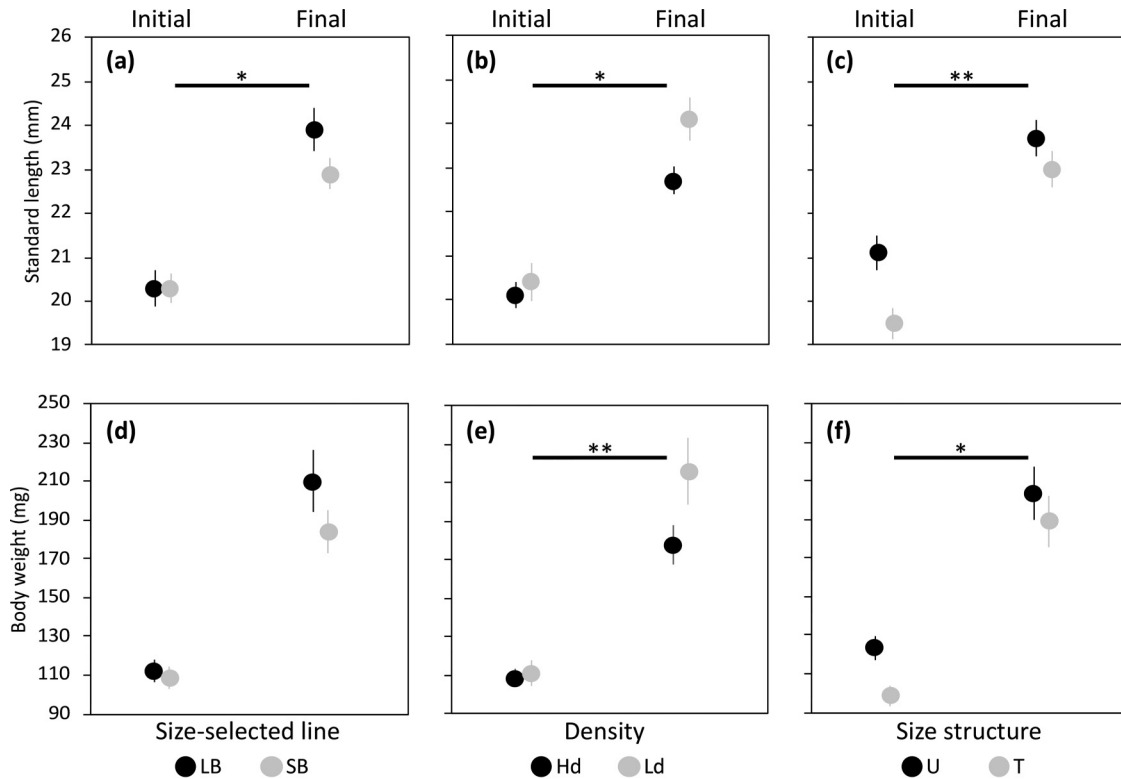 Initial Final Initial Final Initial Final
26
25
24
23
22
21
20
19
Standard length (mm)
(a) * (b) * (c) **
250
230
210
190
170
150
130
110
90
Body weight (mg)
(d) (e) ** (f) *
Size-selected line Density Size structure
LB SB Hd Ld U T